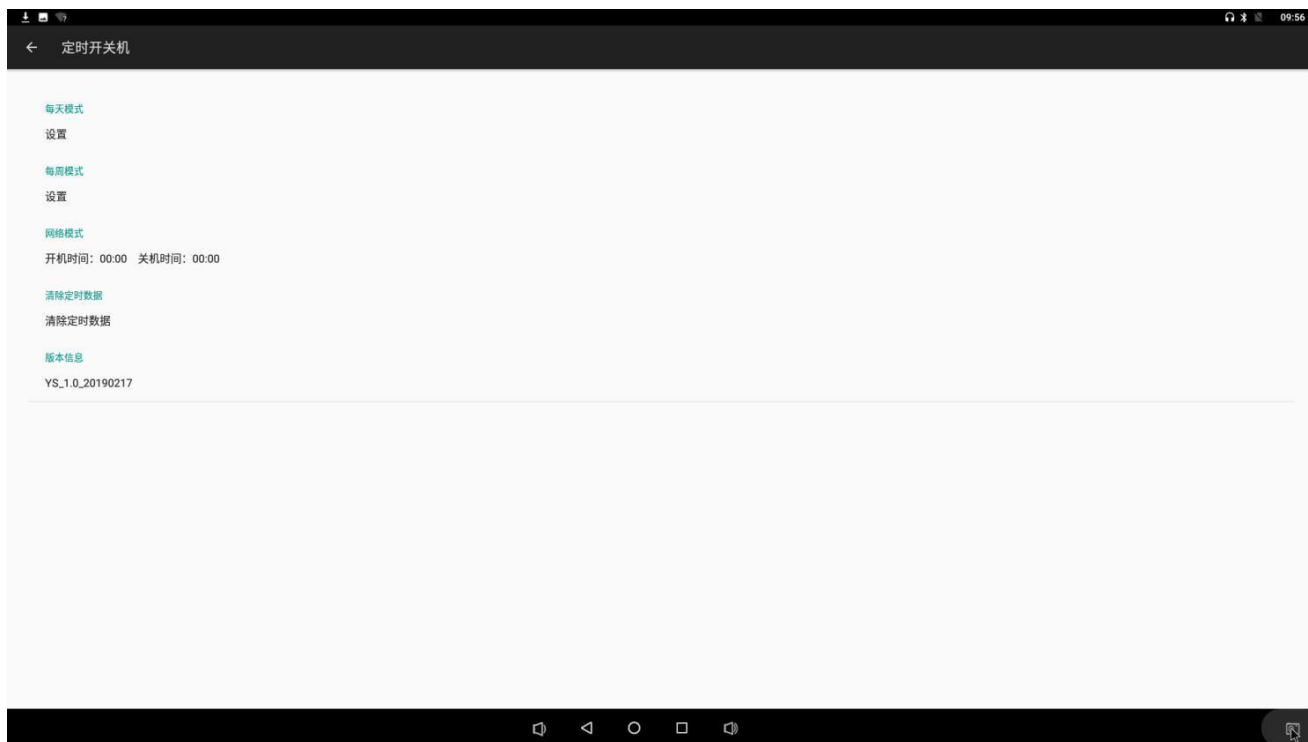 09:56
定时开关机
每天模式
设置
每周模式
设置
网络模式
开机时间：00:00 关机时间：00:00
清除定时数据
清除定时数据
版本信息
YS_1.0_20190217